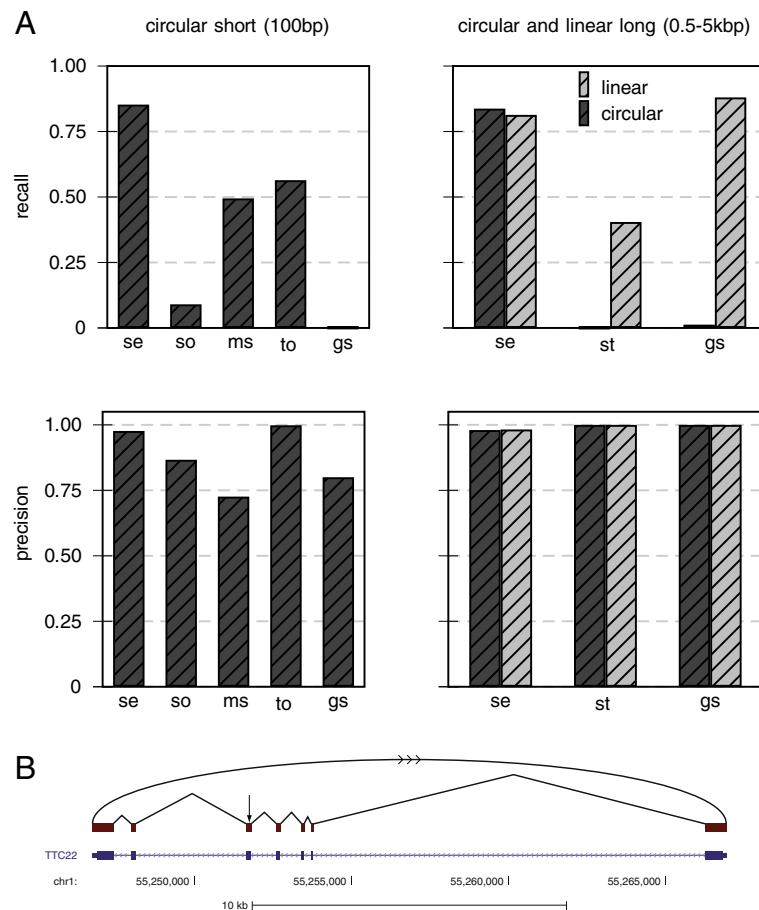 A
circular short (100bp)
circular and linear long (0.5-5kbp)
recall
1.00
0.75
0.50
0.25
0
se so ms to gs
linear
circular
se st gs
precision
1.00
0.75
0.50
0.25
0
se so ms to gs
se st gs
B
TTC22
chr1: 55,250,000 55,255,000 55,260,000 55,265,000
10 kb